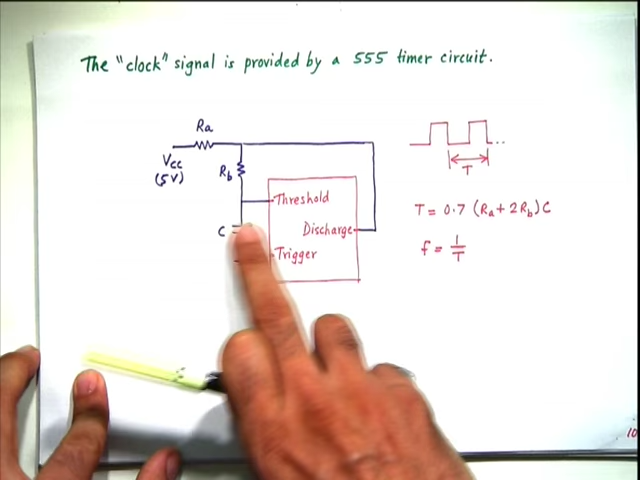 The "clock" signal is provided by a 555 timer circuit.
Ra
Vcc
(5V)
Rb
Threshold
C
Discharge
Trigger
T
T = 0.7 (Ra + 2Rb)C
f = 1/T
10